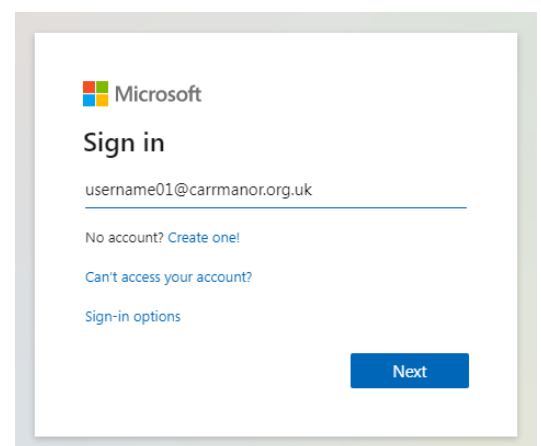 Microsoft
Sign in
username01@carrmanor.org.uk
No account? Create one!
Can't access your account?
Sign-in options
Next